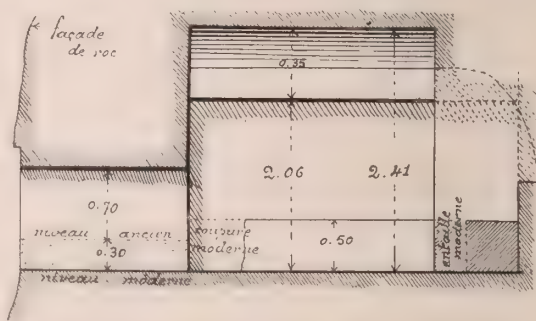 façade
de roc
0.35
2.06
2.41
0.70
niveau ancien
0.30
niveau moderne
moderne
0.50
entaille
moderne